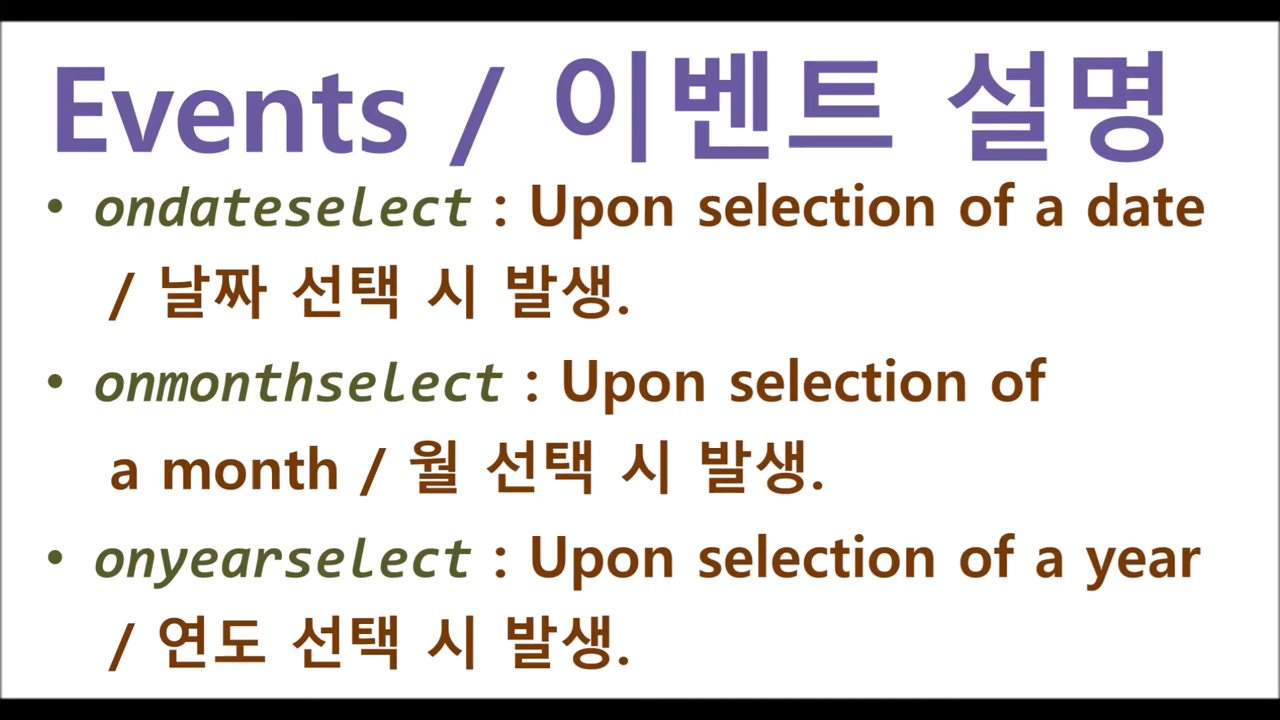 Events / 이벤트 설명
• ondateselect : Upon selection of a date
/ 날짜 선택 시 발생.
• onmonthselect : Upon selection of
a month / 월 선택 시 발생.
• onyearselect : Upon selection of a year
/ 연도 선택 시 발생.